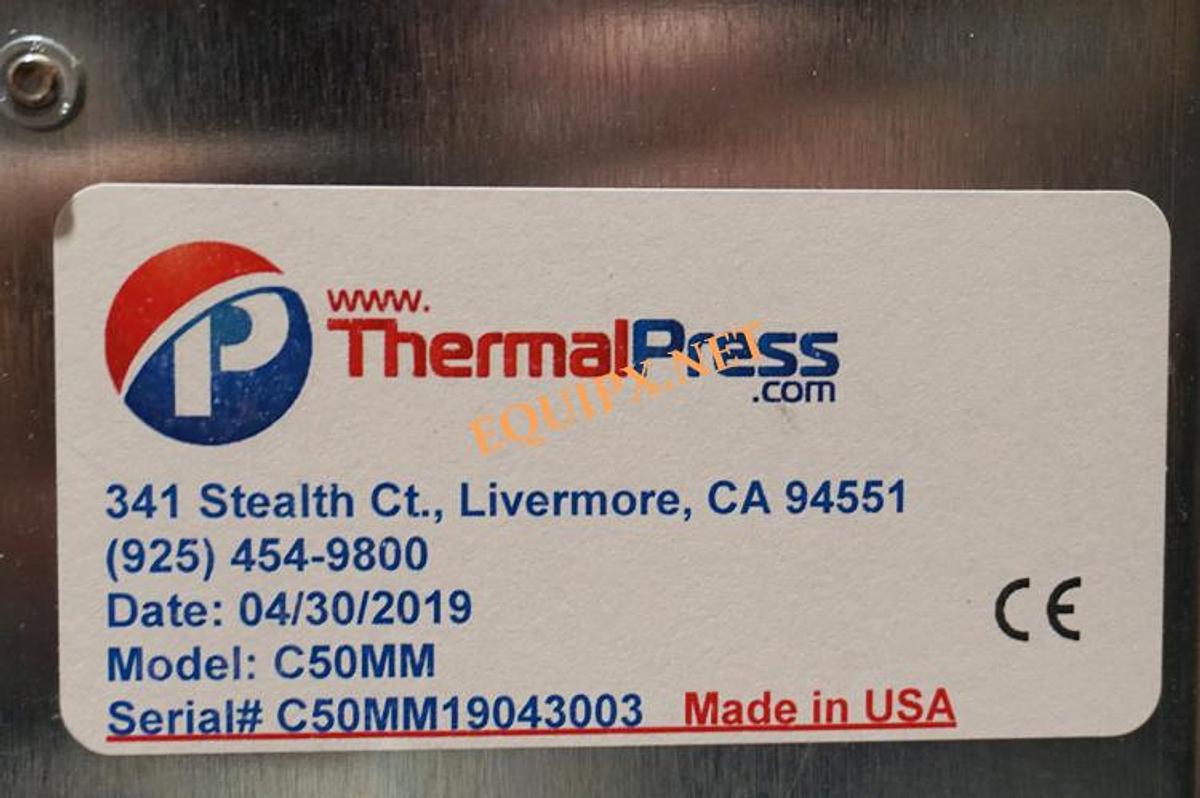 P
www.
ThermalPress
.com
EQUIPX.NET
341 Stealth Ct., Livermore, CA 94551
(925) 454-9800
Date: 04/30/2019
Model: C50MM
Serial# C50MM19043003 Made in USA
CE